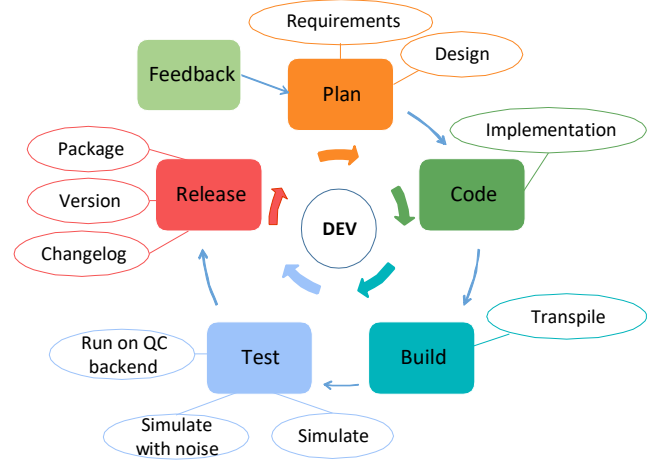 Requirements
Design
Feedback
Plan
Implementation
Package
Release
Version
Changelog
Code
DEV
Transpile
Run on QC
backend
Test
Build
Simulate
with noise
Simulate